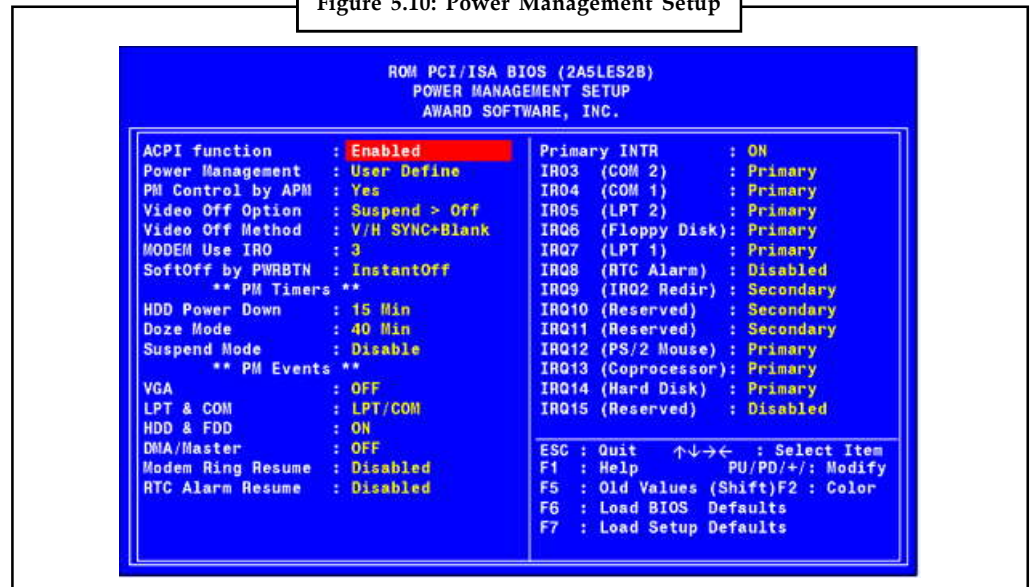 Figure 5.10: Power Management Setup
ROM PCI/ISA BIOS (2A5LES2B)
POWER MANAGEMENT SETUP
AWARD SOFTWARE, INC.
ACPI function : Enabled
Power Management : User Define
PM Control by APM : Yes
Video Off Option : Suspend > Off
Video Off Method : V/H SYNC+Blank
MODEM Use IRO : 3
SoftOff by PWRBTN : InstantOff
** PM Timers **
HDD Power Down : 15 Min
Doze Mode : 40 Min
Suspend Mode : Disable
** PM Events **
VGA : OFF
LPT & COM : LPT/COM
HDD & FDD : ON
DMA/Master : OFF
Modem Ring Resume : Disabled
RTC Alarm Resume : Disabled
Primary INTR : ON
IRO3 (COM 2) : Primary
IRO4 (COM 1) : Primary
IRO5 (LPT 2) : Primary
IRO6 (Floppy Disk): Primary
IRO7 (LPT 1) : Primary
IRQ8 (RTC Alarm) : Disabled
IRQ9 (IRQ2 Redir) : Secondary
IRQ10 (Reserved) : Secondary
IRQ11 (Reserved) : Secondary
IRQ12 (PS/2 Mouse) : Primary
IRQ13 (Coprocessor): Primary
IRQ14 (Hard Disk) : Primary
IRQ15 (Reserved) : Disabled
ESC : Quit ↑↓→← : Select Item
F1 : Help PU/PD/+/: Modify
F5 : Old Values (Shift)F2 : Color
F6 : Load BIOS Defaults
F7 : Load Setup Defaults